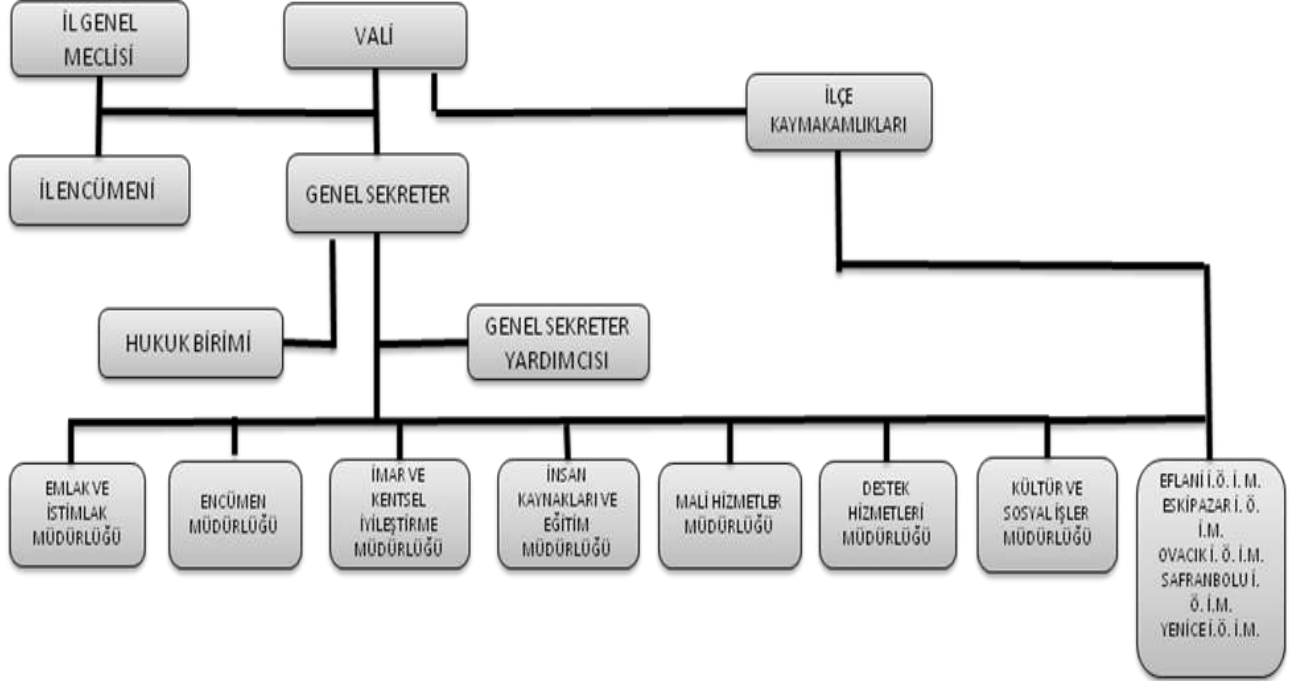 İL GENEL
MECLİSİ
VALİ
İLÇE
KAYMAKAMLIKLARI
İL ENCÜMENİ
GENEL SEKRETER
HUKUK BİRİMİ
GENEL SEKRETER
YARDIMCISI
EMLAK VE
İSTİMLAK
MÜDÜRLÜĞÜ
ENCÜMEN
MÜDÜRLÜĞÜ
İMAR VE
KENTSEL
İYİLEŞTİRME
MÜDÜRLÜĞÜ
İNSAN
KAYNAKLARI VE
EĞİTİM
MÜDÜRLÜĞÜ
MALİ HİZMETLER
MÜDÜRLÜĞÜ
DESTEK
HİZMETLERİ
MÜDÜRLÜĞÜ
KÜLTÜR VE
SOSYAL İŞLER
MÜDÜRLÜĞÜ
EFLANİ İ.Ö. İ. M.
ESKİPAZAR İ. Ö.
İ.M.
OVACIK İ. Ö. İ.M.
SAFRANBOLU İ.
Ö. İ.M.
YENİCE İ.Ö. İ.M.